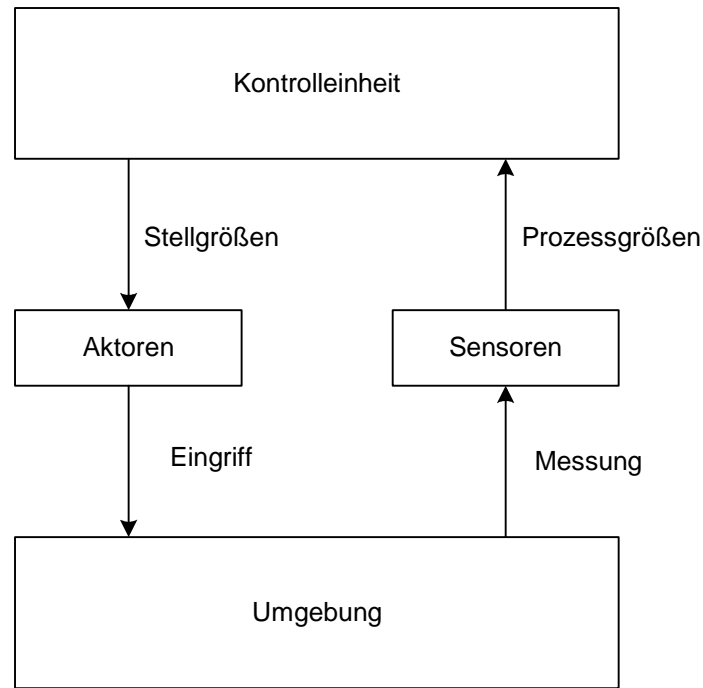 Kontrolleinheit
Stellgrößen
Prozessgrößen
Aktoren
Sensoren
Eingriff
Messung
Umgebung